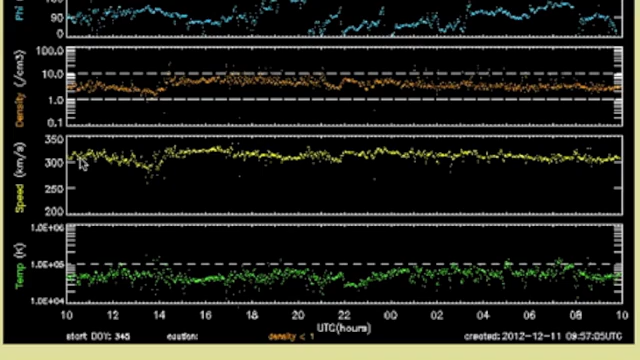 Phi
90
0
Density (/cm3)
100.0
10.0
1.0
0.1
Speed (km/s)
350
300
250
200
Temp (K)
1.0E+06
1.0E+05
1.0E+04
10 12 14 16 18 20 22 00 02 04 06 08 10
UTC(hours)
start DOY: 345 caution: density < 1 created: 2012-12-11 09:57:05UTC